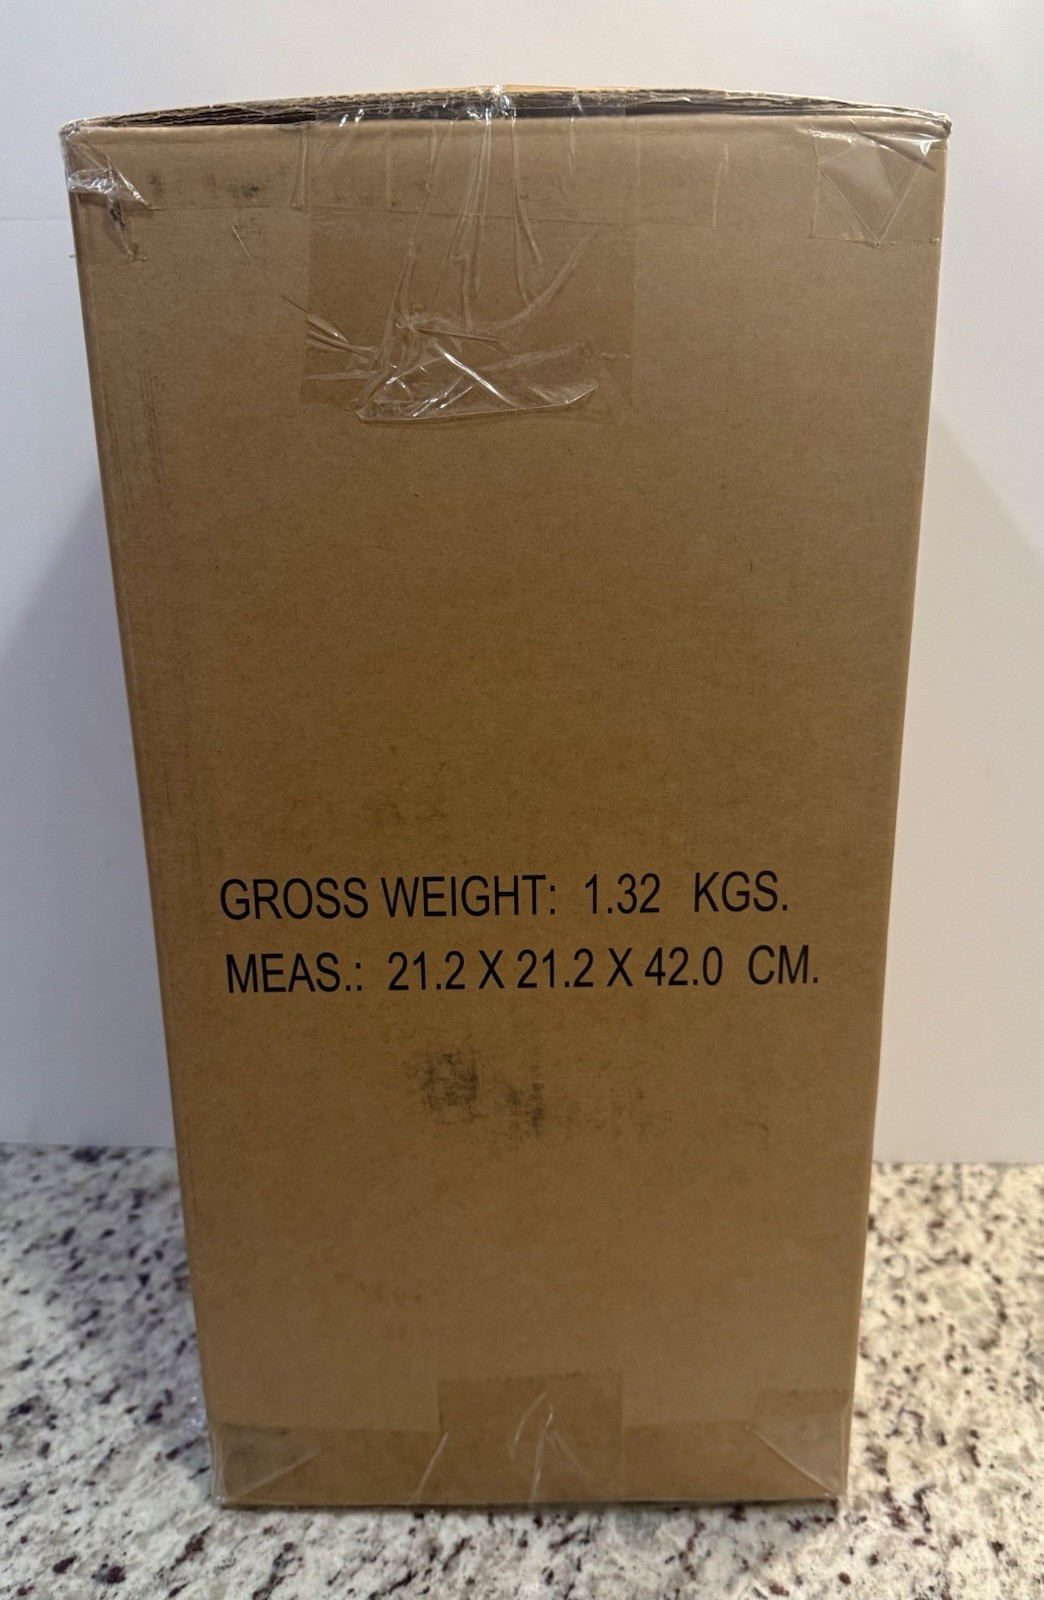 GROSS WEIGHT: 1.32 KGS.
MEAS.: 21.2 X 21.2 X 42.0 CM.